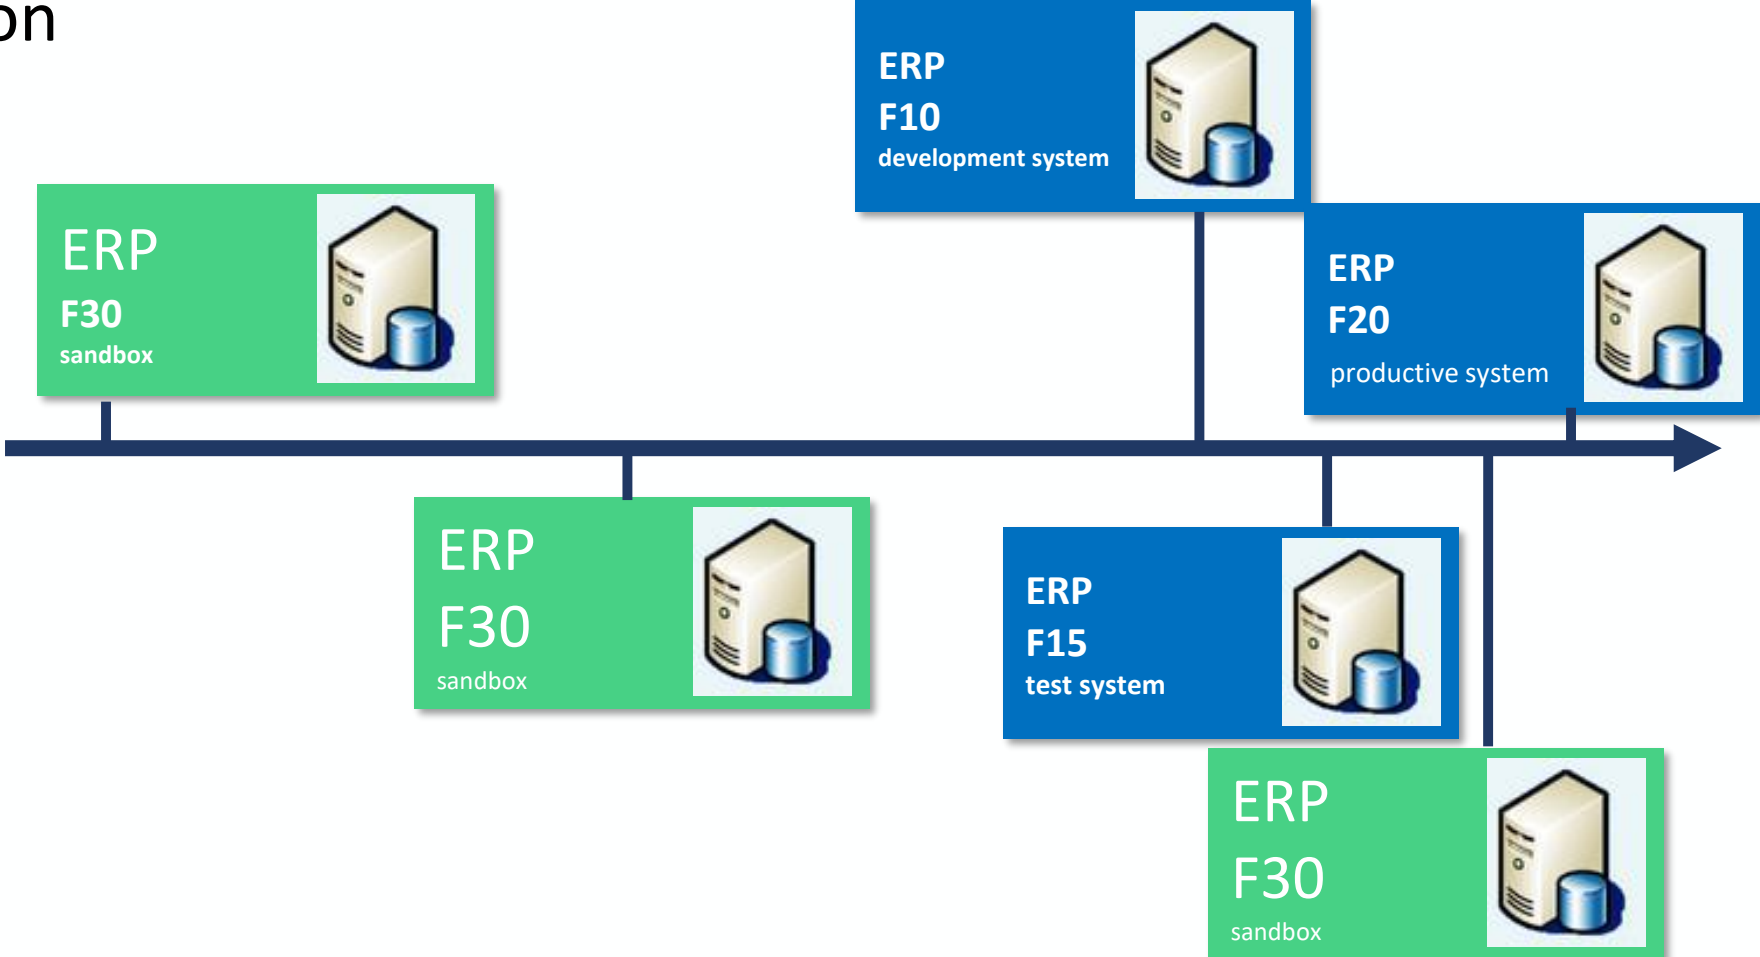 on
ERP
F10
development system
ERP
F30
sandbox
ERP
F20
productive system
ERP
F30
sandbox
ERP
F15
test system
ERP
F30
sandbox